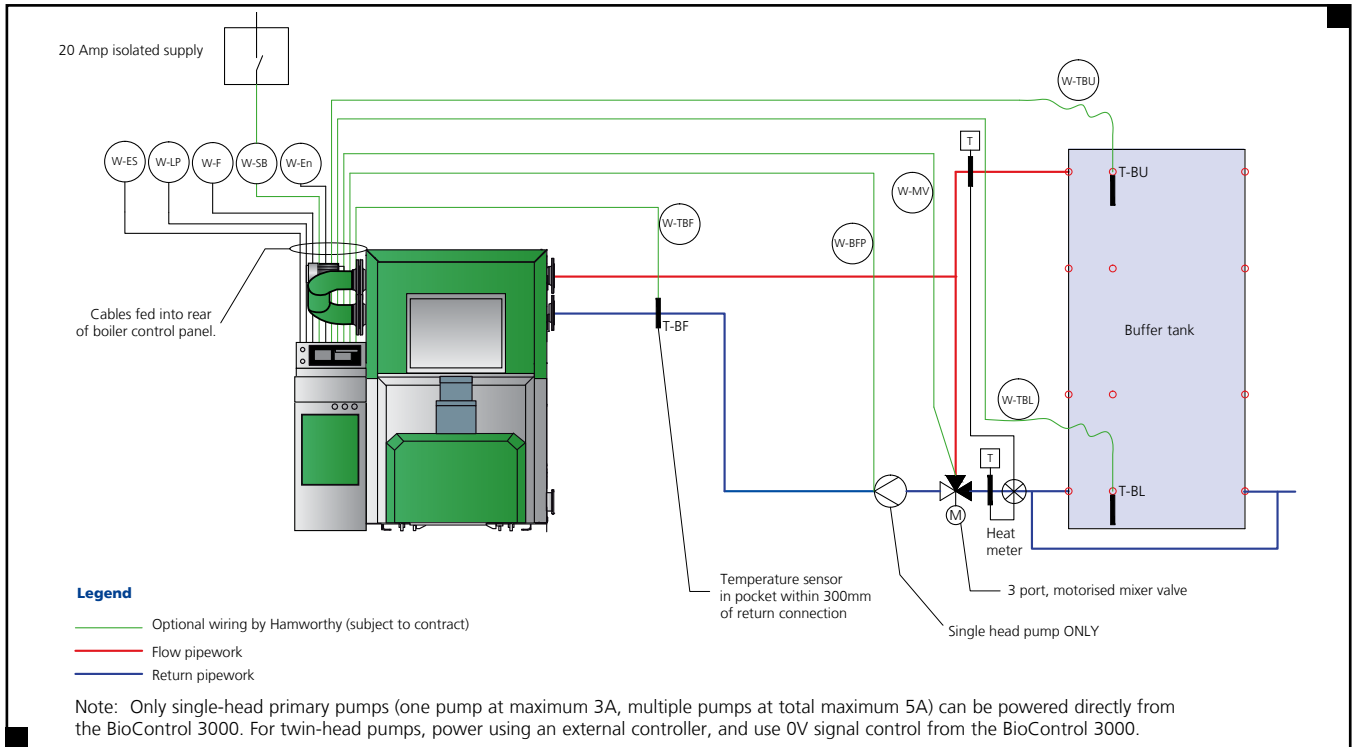 20 Amp isolated supply
W-TBU
T
W-ES
W-LP
W-F
W-SB
W-En
T-BU
W-MV
W-TBF
W-BFP
Cables fed into rear
of boiler control panel.
T-BF
Buffer tank
W-TBL
T
T-BL
M
Heat
meter
Temperature sensor
in pocket within 300mm
of return connection
3 port, motorised mixer valve
Single head pump ONLY
Legend
Optional wiring by Hamworthy (subject to contract)
Flow pipework
Return pipework
Note: Only single-head primary pumps (one pump at maximum 3A, multiple pumps at total maximum 5A) can be powered directly from
the BioControl 3000. For twin-head pumps, power using an external controller, and use 0V signal control from the BioControl 3000.